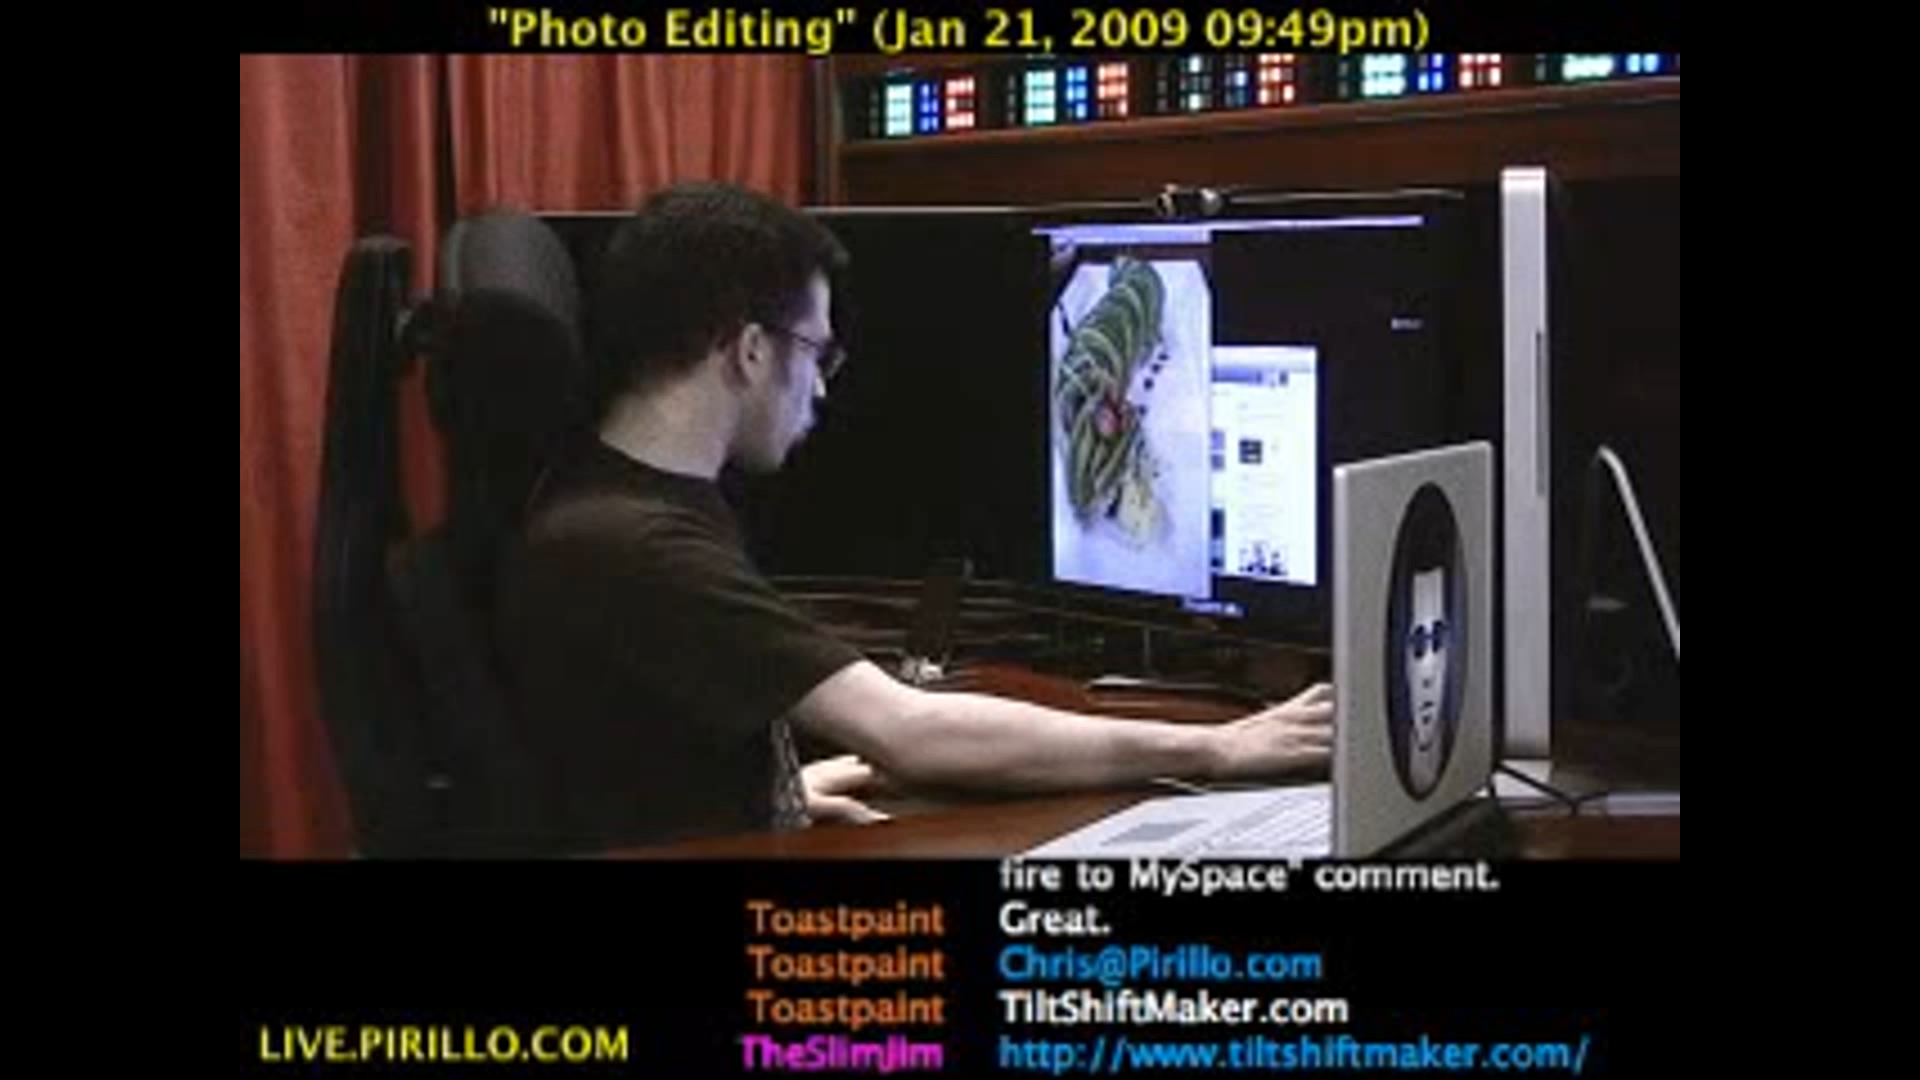 "Photo Editing" (Jan 21, 2009 09:49pm)
fire to MySpace" comment.
Toastpaint Great.
Toastpaint Chris@Pirillo.com
Toastpaint TiltShiftMaker.com
LIVE.PIRILLO.COM
TheSlimJim http://www.tiltshiftmaker.com/